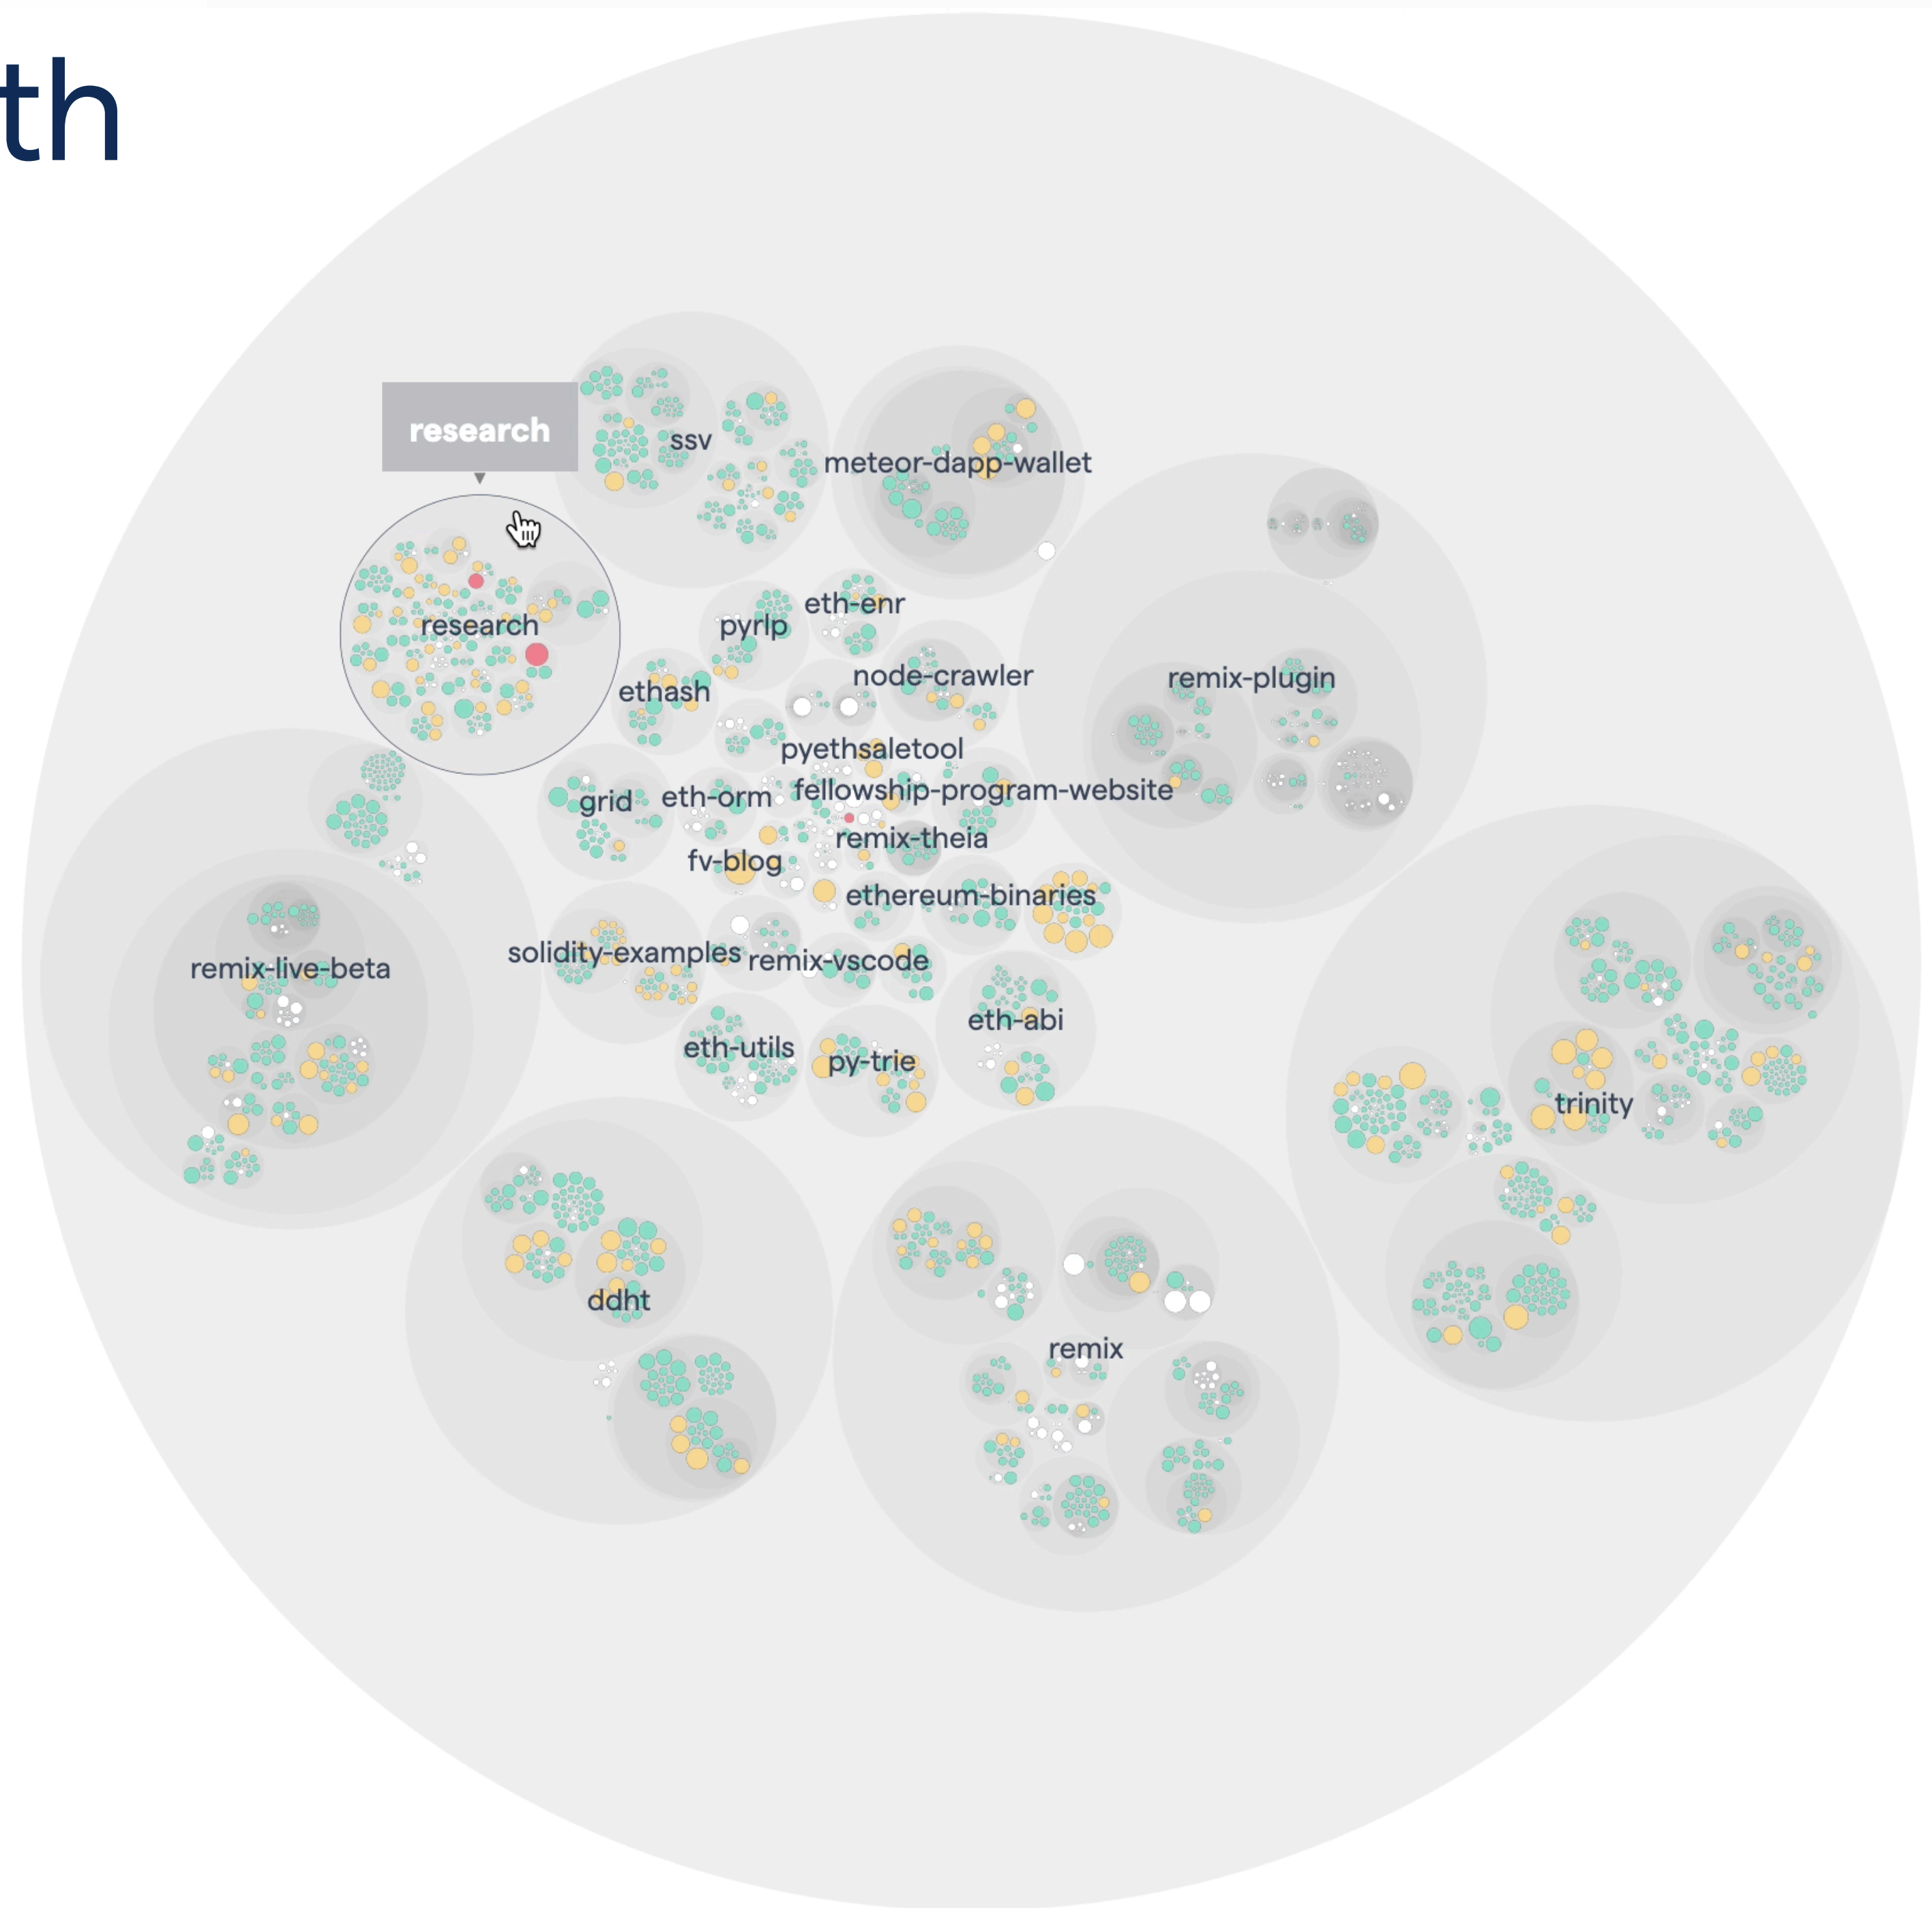 th
research
ssv
meteor-dapp-wallet
research
pyrlp
eth-enr
node-crawler
remix-plugin
ethash
pyethsaletool
grid
eth-orm
fellowship-program-website
remix-theia
fv-blog
ethereum-binaries
solidity-examples
remix-vscode
remix-live-beta
eth-abi
eth-utils
py-trie
trinity
ddht
remix